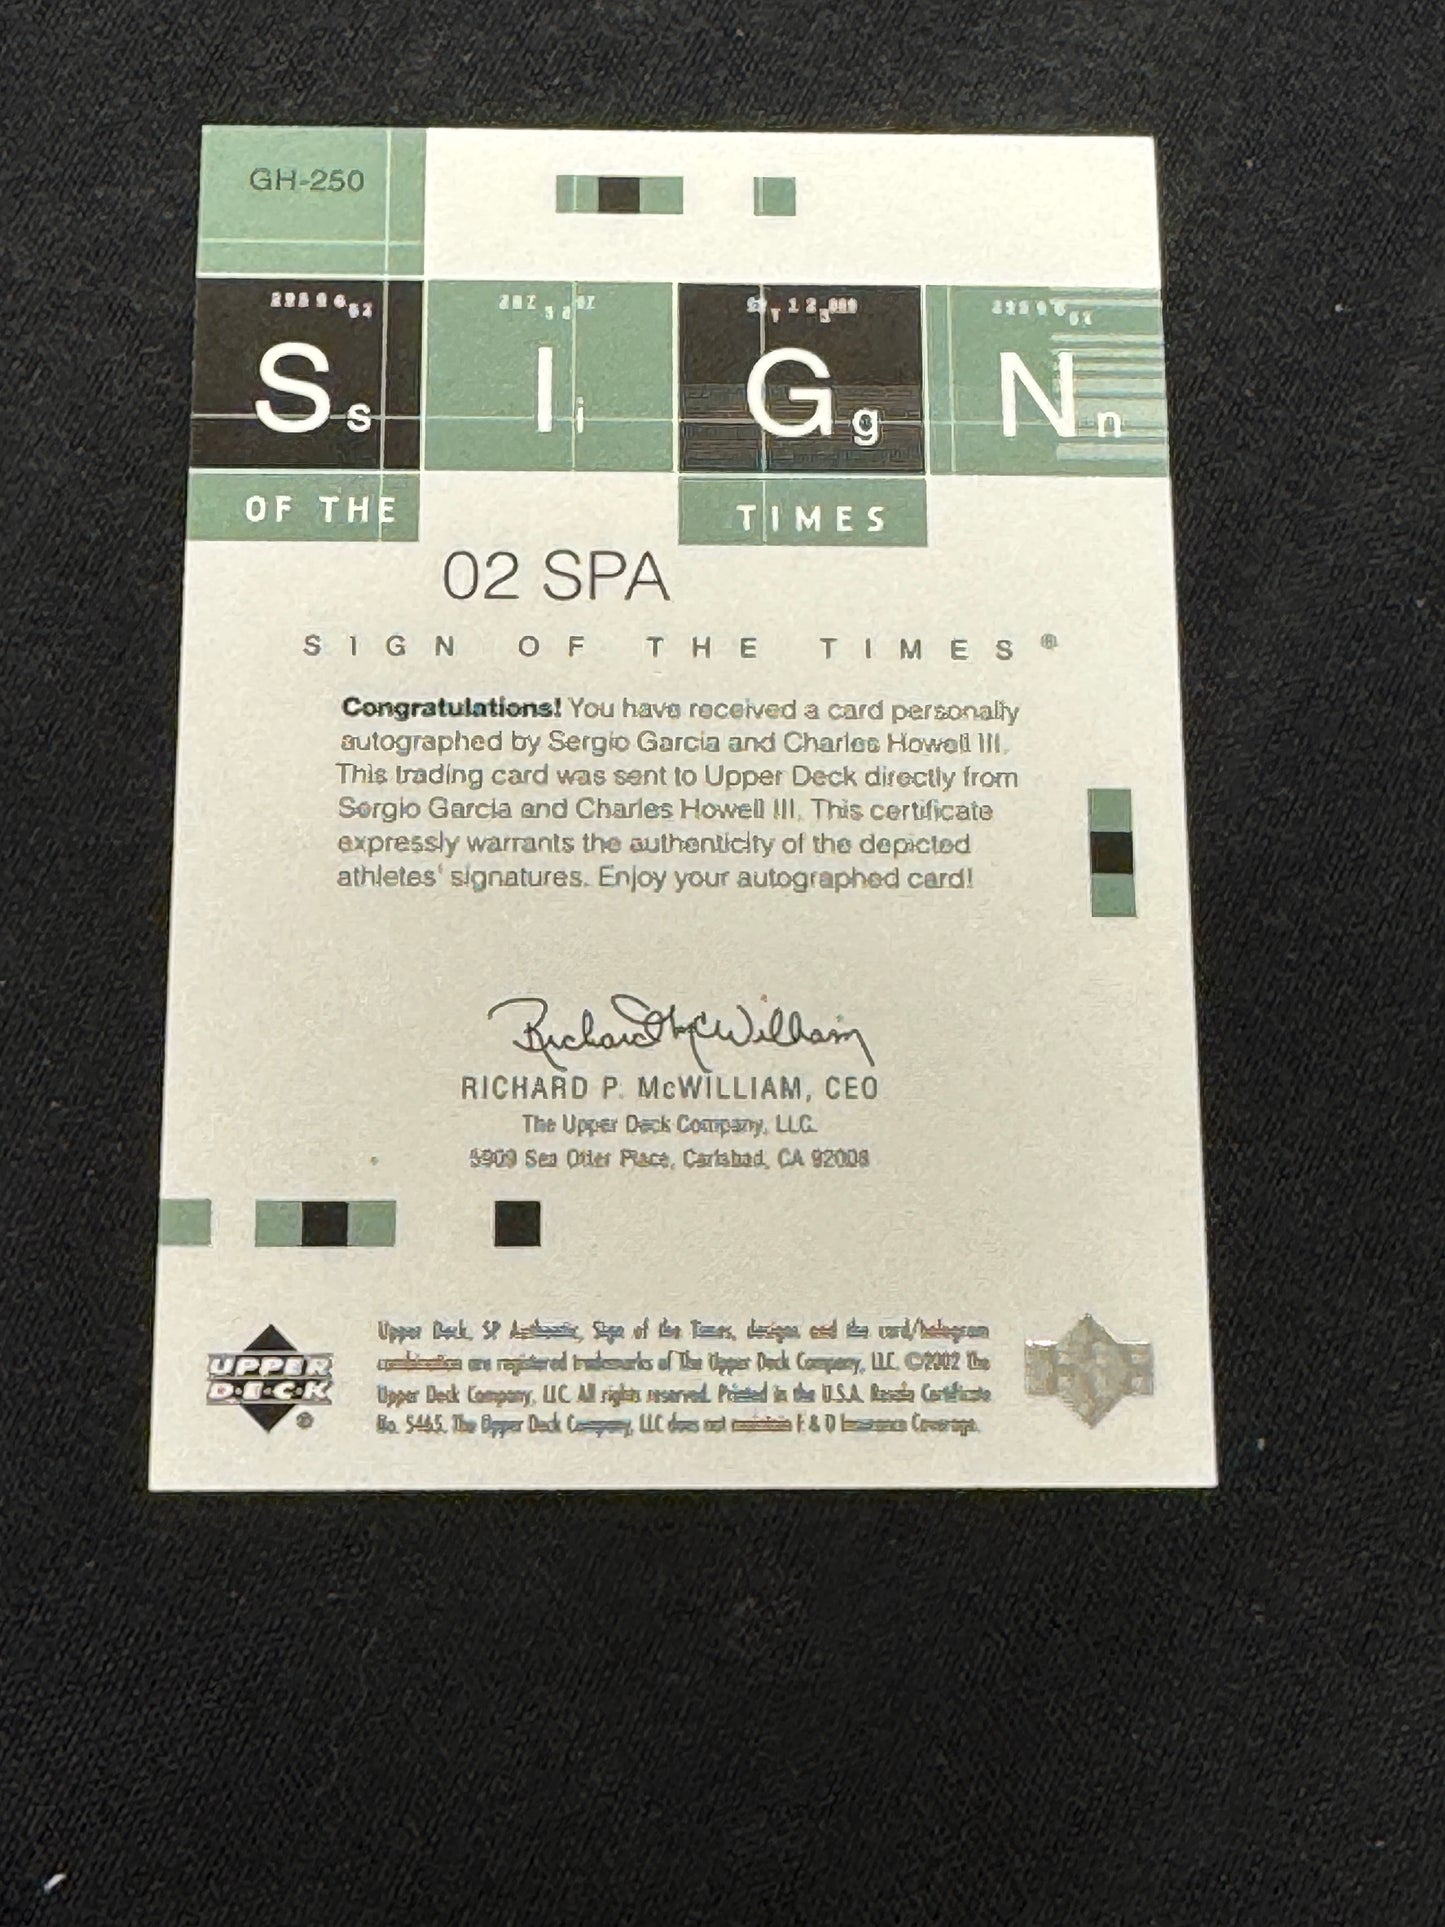 GH-250
S s I i G g N n
OF THE TIMES
02 SPA
SIGN OF THE TIMES®
Congratulations! You have received a card personally
autographed by Sergio Garcia and Charles Howell III.
This trading card was sent to Upper Deck directly from
Sergio Garcia and Charles Howell III. This certificate
expressly warrants the authenticity of the depicted
athletes' signatures. Enjoy your autographed card!
Richard P. McWilliam
RICHARD P. McWILLIAM, CEO
The Upper Deck Company, LLC.
5909 Sea Otter Place, Carlsbad, CA 92008
UPPER
D·E·C·K
®
Upper Deck, SP Authentic, Sign of the Times, designs and the card/hologram
combination are registered trademarks of The Upper Deck Company, LLC. ©2002 The
Upper Deck Company, LLC. All rights reserved. Printed in the U.S.A. Resale Certificate
No. 5465. The Upper Deck Company, LLC does not maintain F & D Insurance Coverage.